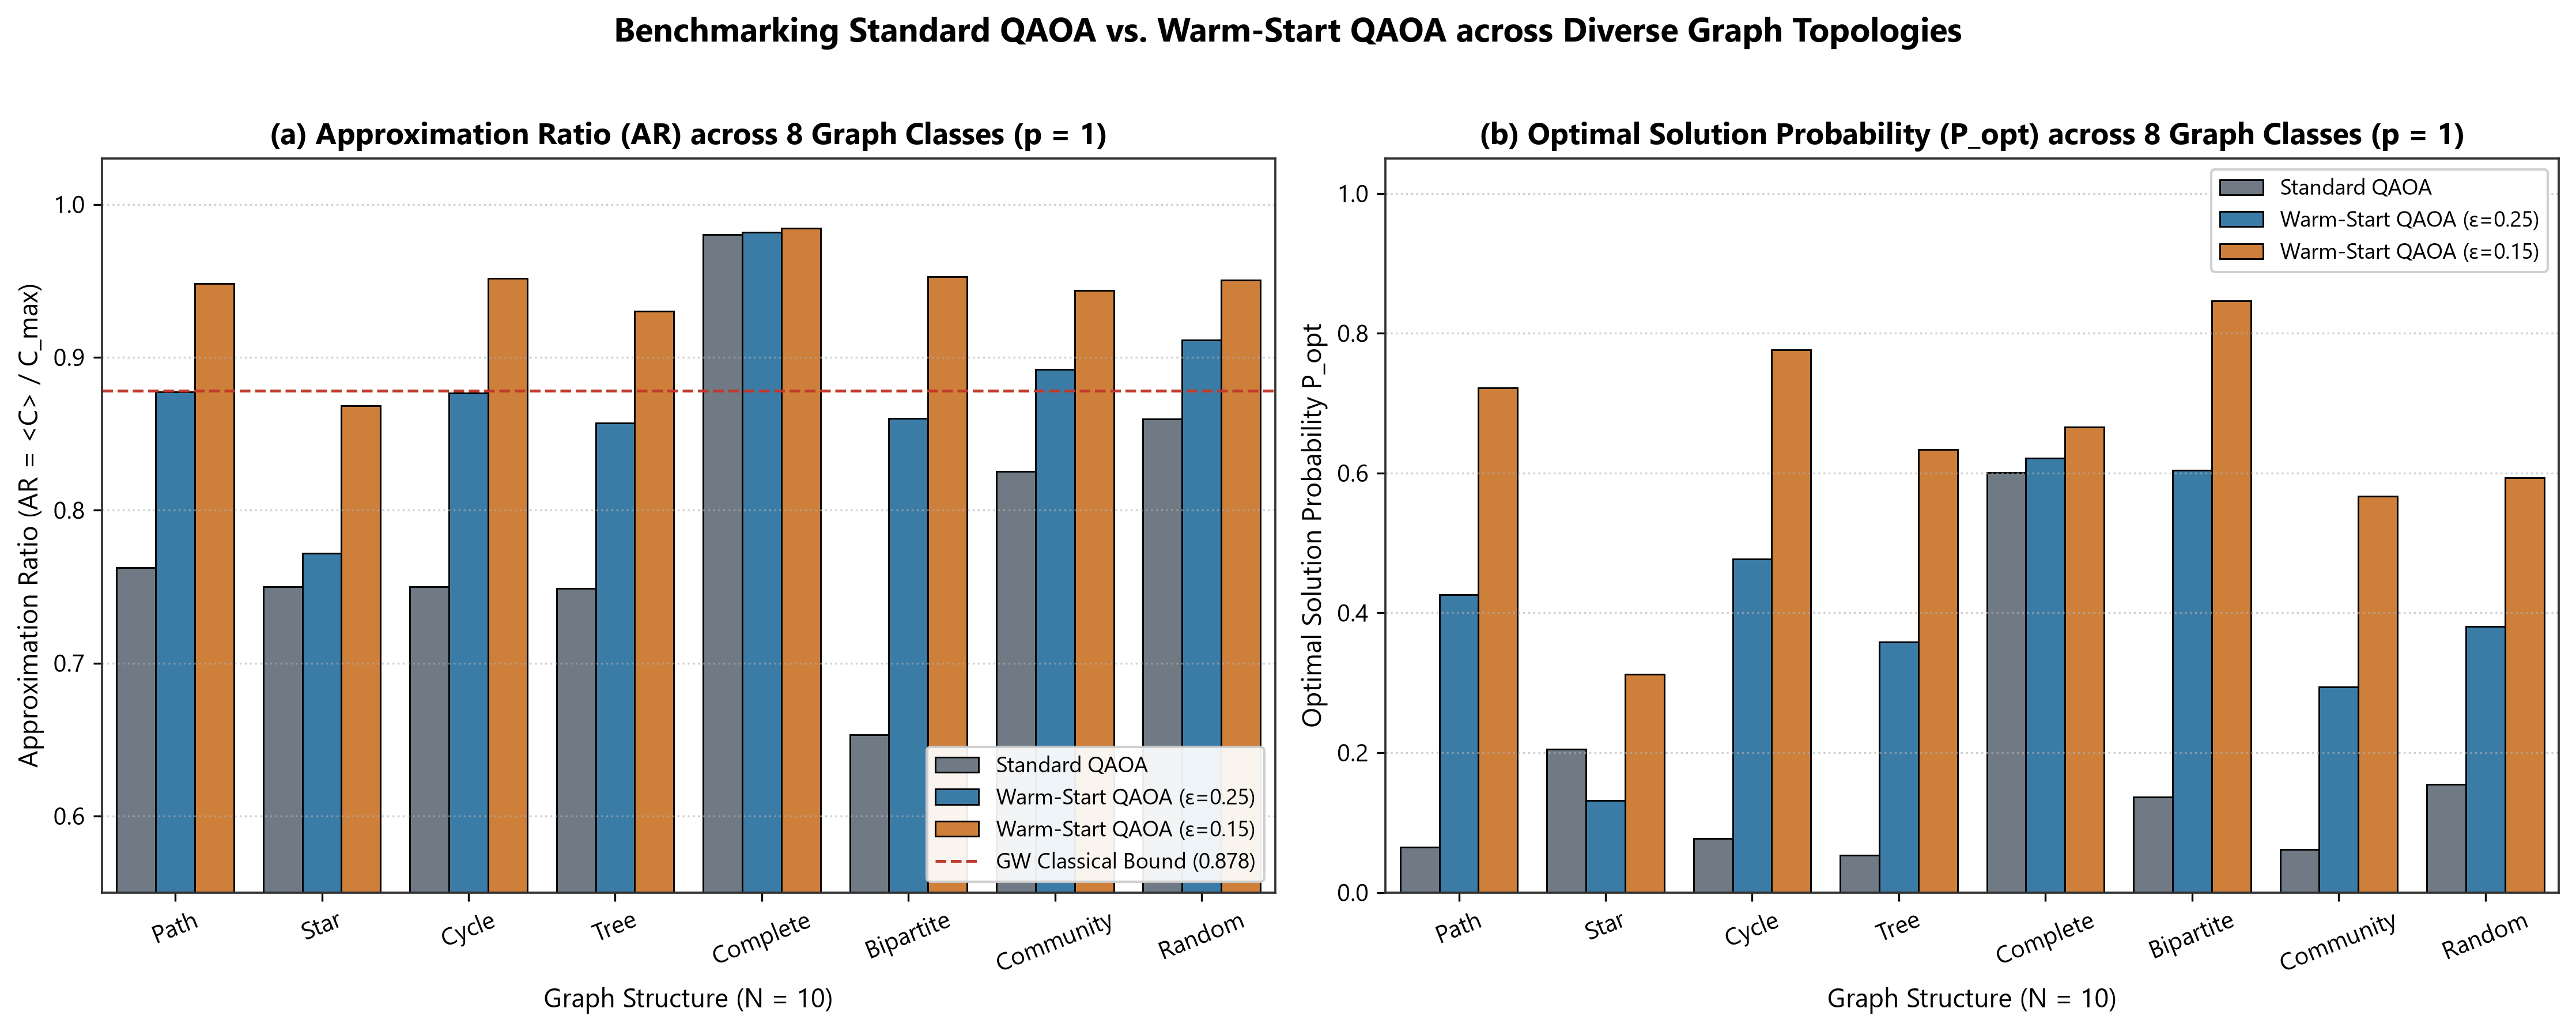 Benchmarking Standard QAOA vs. Warm-Start QAOA across Diverse Graph Topologies
(a) Approximation Ratio (AR) across 8 Graph Classes (p = 1)
Approximation Ratio (AR = <C> / C_max)
1.0
0.9
0.8
0.7
0.6
Standard QAOA
Warm-Start QAOA (ε=0.25)
Warm-Start QAOA (ε=0.15)
GW Classical Bound (0.878)
Path
Star
Cycle
Tree
Complete
Bipartite
Community
Random
Graph Structure (N = 10)
(b) Optimal Solution Probability (P_opt) across 8 Graph Classes (p = 1)
Optimal Solution Probability P_opt
1.0
0.8
0.6
0.4
0.2
0.0
Standard QAOA
Warm-Start QAOA (ε=0.25)
Warm-Start QAOA (ε=0.15)
Path
Star
Cycle
Tree
Complete
Bipartite
Community
Random
Graph Structure (N = 10)